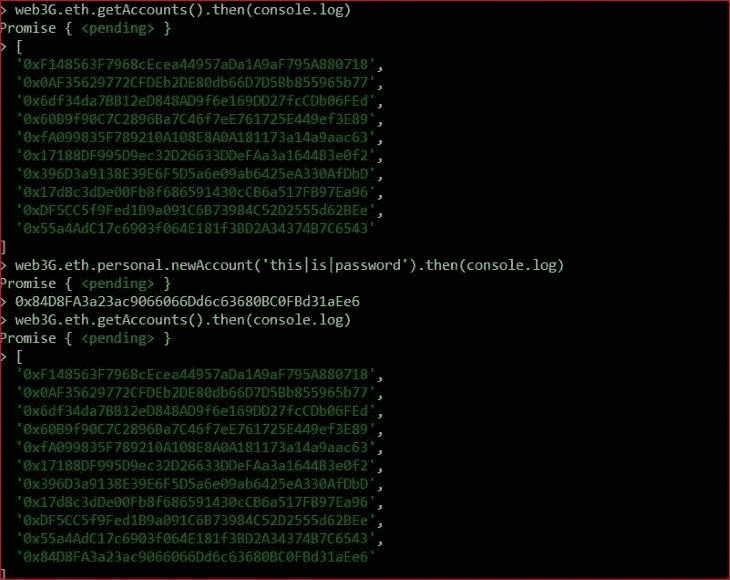 > web3G.eth.getAccounts().then(console.log)
Promise { <pending> }
> [
'0xF148563F7968cEcea44957aDa1A9aF795A880718',
'0x0AF35629772CFDEb2DE80db66D7D5Bb855965b77',
'0x6df34da7BB12eD848AD9f6e169DD27fcCDb06FEd',
'0x60B9f90C7C2896Ba7C46f7eE761725E449ef3E89',
'0xfA099835F789210A108E8A0A181173a14a9aac63',
'0x17188DF995D9ec32D26633DDeFAa3a1644B3e0f2',
'0x396D3a9138E39E6F5D5a6e09ab6425eA330AfDbD',
'0x17d8c3dDe00Fb8f686591430cCB6a517FB97Ea96',
'0xDF5CC5f9Fed1B9a091C6B73984C52D2555d62BEe',
'0x55a4AdC17c6903f064E181f3BD2A34374B7C6543'
]
> web3G.eth.personal.newAccount('this|is|password').then(console.log)
Promise { <pending> }
> 0x84D8FA3a23ac9066066Dd6c63680BC0FBd31aEe6
> web3G.eth.getAccounts().then(console.log)
Promise { <pending> }
> [
'0xF148563F7968cEcea44957aDa1A9aF795A880718',
'0x0AF35629772CFDEb2DE80db66D7D5Bb855965b77',
'0x6df34da7BB12eD848AD9f6e169DD27fcCDb06FEd',
'0x60B9f90C7C2896Ba7C46f7eE761725E449ef3E89',
'0xfA099835F789210A108E8A0A181173a14a9aac63',
'0x17188DF995D9ec32D26633DDeFAa3a1644B3e0f2',
'0x396D3a9138E39E6F5D5a6e09ab6425eA330AfDbD',
'0x17d8c3dDe00Fb8f686591430cCB6a517FB97Ea96',
'0xDF5CC5f9Fed1B9a091C6B73984C52D2555d62BEe',
'0x55a4AdC17c6903f064E181f3BD2A34374B7C6543',
'0x84D8FA3a23ac9066066Dd6c63680BC0FBd31aEe6'
]